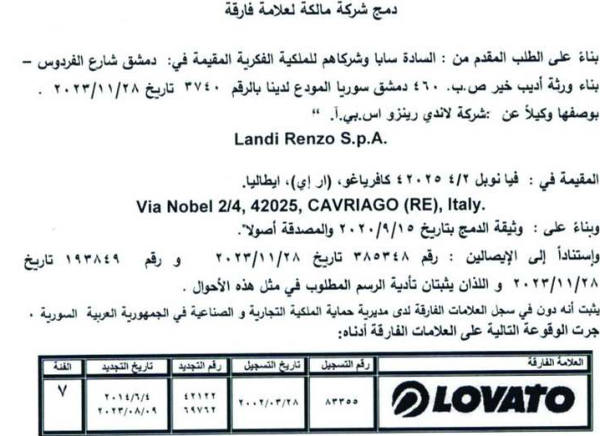 دمج شركة مالكة لعلامة فارقة
بناءً على الطلب المقدم من : السادة سابا وشركاهم للملكية الفكرية المقيمة في: دمشق شارع الفردوس –
بناء ورثة أديب خير ص.ب. ٤٦٠ دمشق سوريا المودع لدينا بالرقم ٣٧٤٠ تاريخ ٢٠٢٣/١١/٢٨ .
بوصفها وكيلاً عن :شركة لاندي رينزو اس.بي.آ. "
Landi Renzo S.p.A.
المقيمة في : فيا نوبل ٤/٢ ٤٢٠٢٥ كافرياغو، (ار إي)، ايطاليا.
Via Nobel 2/4, 42025, CAVRIAGO (RE), Italy.
وبناءً على : وثيقة الدمج بتاريخ ٢٠٢٠/٩/١٥ والمصدقة أصولا".
وإستناداً إلى الإيصالين : رقم ٣٨٥٣٤٨ تاريخ ٢٠٢٣/١١/٢٨ و رقم ١٩٣٨٤٩ تاريخ
٢٠٢٣/١١/٢٨ و اللذان يثبتان تأدية الرسم المطلوب في مثل هذه الأحوال .
يثبت أنه دون في سجل العلامات الفارقة لدى مديرية حماية الملكية التجارية و الصناعية في الجمهورية العربية السورية .
جرت الوقوعة التالية على العلامات الفارقة أدناه:
العلامة الفارقة رقم التسجيل تاريخ التسجيل رقم التجديد تاريخ التجديد الفئة
LOVATO ٨٣٣٥٥ ٢٠٠٢/٠٣/٢٨ ٤٢١٢٢ ٢٠١٤/٦/٤ ٧
٦٩٧٦٢ ٢٠٢٣/٠٨/٠٩